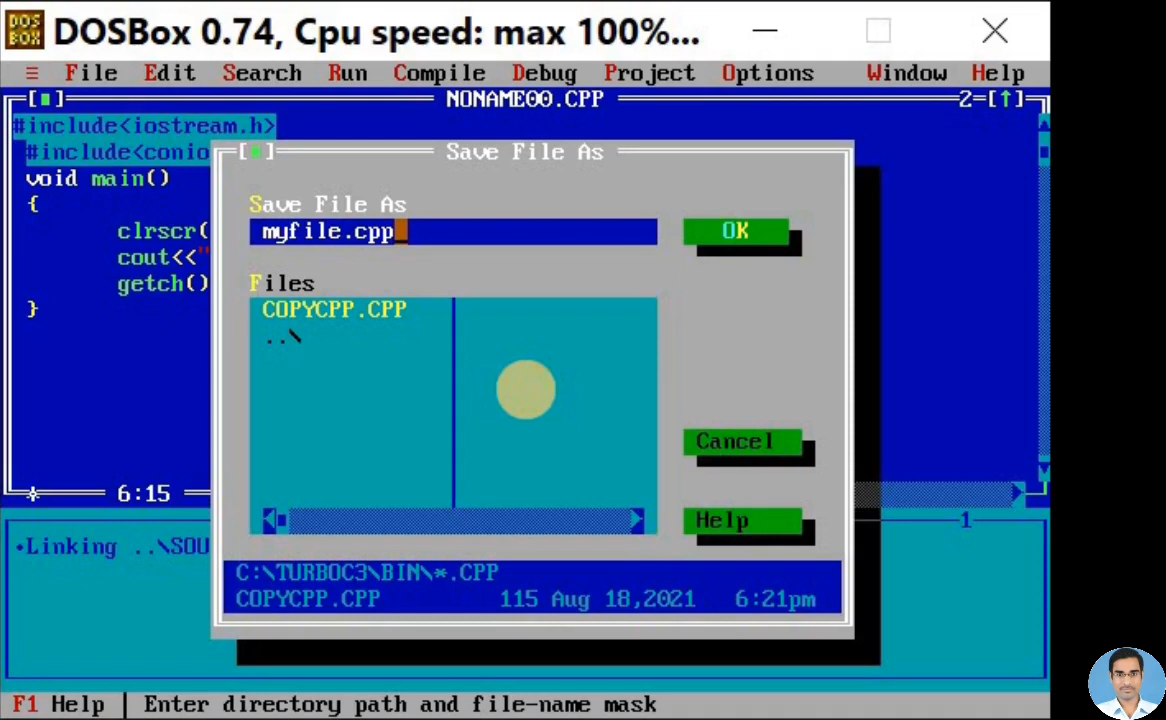 DOSBox 0.74, Cpu speed: max 100%...
≡ File Edit Search Run Compile Debug Project Options Window Help
NONAME00.CPP 2=[↑]
#include<iostream.h>
#include<conio
void main()
{
clrscr(
cout<<"
getch()
}
6:15
Save File As
Save File As
myfile.cpp
OK
Files
COPYCPP.CPP
..\
Cancel
Help
C:\TURBOC3\BIN\*.CPP
COPYCPP.CPP 115 Aug 18,2021 6:21pm
1
•Linking ..\SOU
F1 Help | Enter directory path and file-name mask